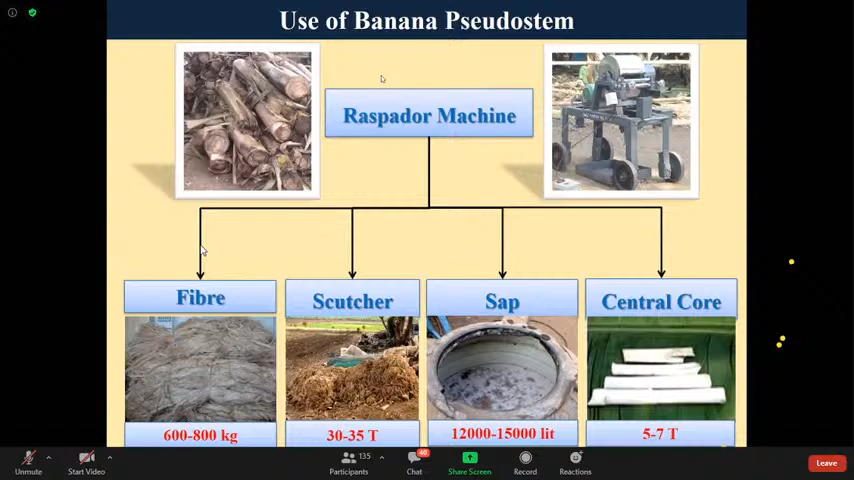 Use of Banana Pseudostem
Raspador Machine
Fibre
Scutcher
Sap
Central Core
600-800 kg
30-35 T
12000-15000 lit
5-7 T
Unmute
Start Video
135
Participants
40
Chat
Share Screen
Record
Reactions
Leave